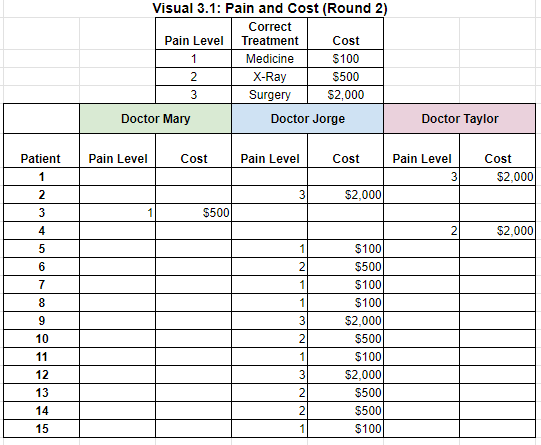 Visual 3.1: Pain and Cost (Round 2)
Pain Level Correct Treatment Cost
1 Medicine $100
2 X-Ray $500
3 Surgery $2,000
Doctor Mary Doctor Jorge Doctor Taylor
Patient Pain Level Cost Pain Level Cost Pain Level Cost
1 3 $2,000
2 3 $2,000
3 1 $500
4 2 $2,000
5 1 $100
6 2 $500
7 1 $100
8 1 $100
9 3 $2,000
10 2 $500
11 1 $100
12 3 $2,000
13 2 $500
14 2 $500
15 1 $100